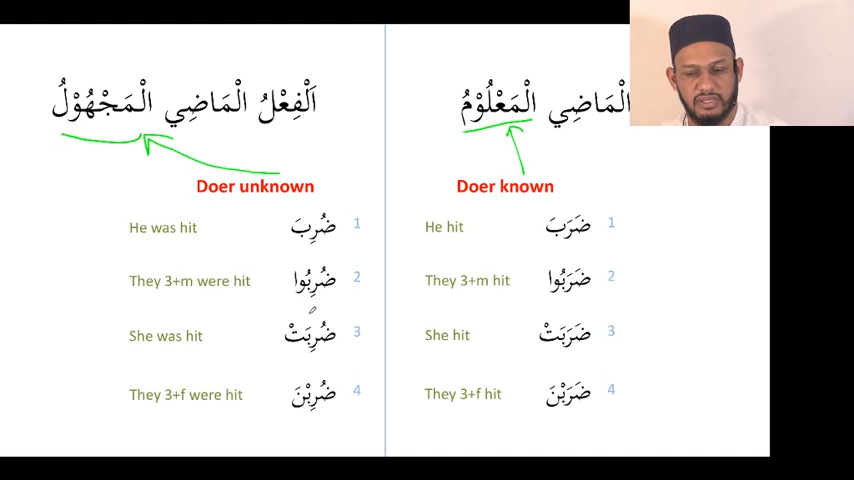 الْمَاضِي الْمَعْلُوْمُ
Doer known
1 ضَرَبَ He hit
2 ضَرَبُوا They 3+m hit
3 ضَرَبَتْ She hit
4 ضَرَبْنَ They 3+f hit
اَلْفِعْلُ الْمَاضِي الْمَجْهُوْلُ
Doer unknown
1 ضُرِبَ He was hit
2 ضُرِبُوا They 3+m were hit
3 ضُرِبَتْ She was hit
4 ضُرِبْنَ They 3+f were hit